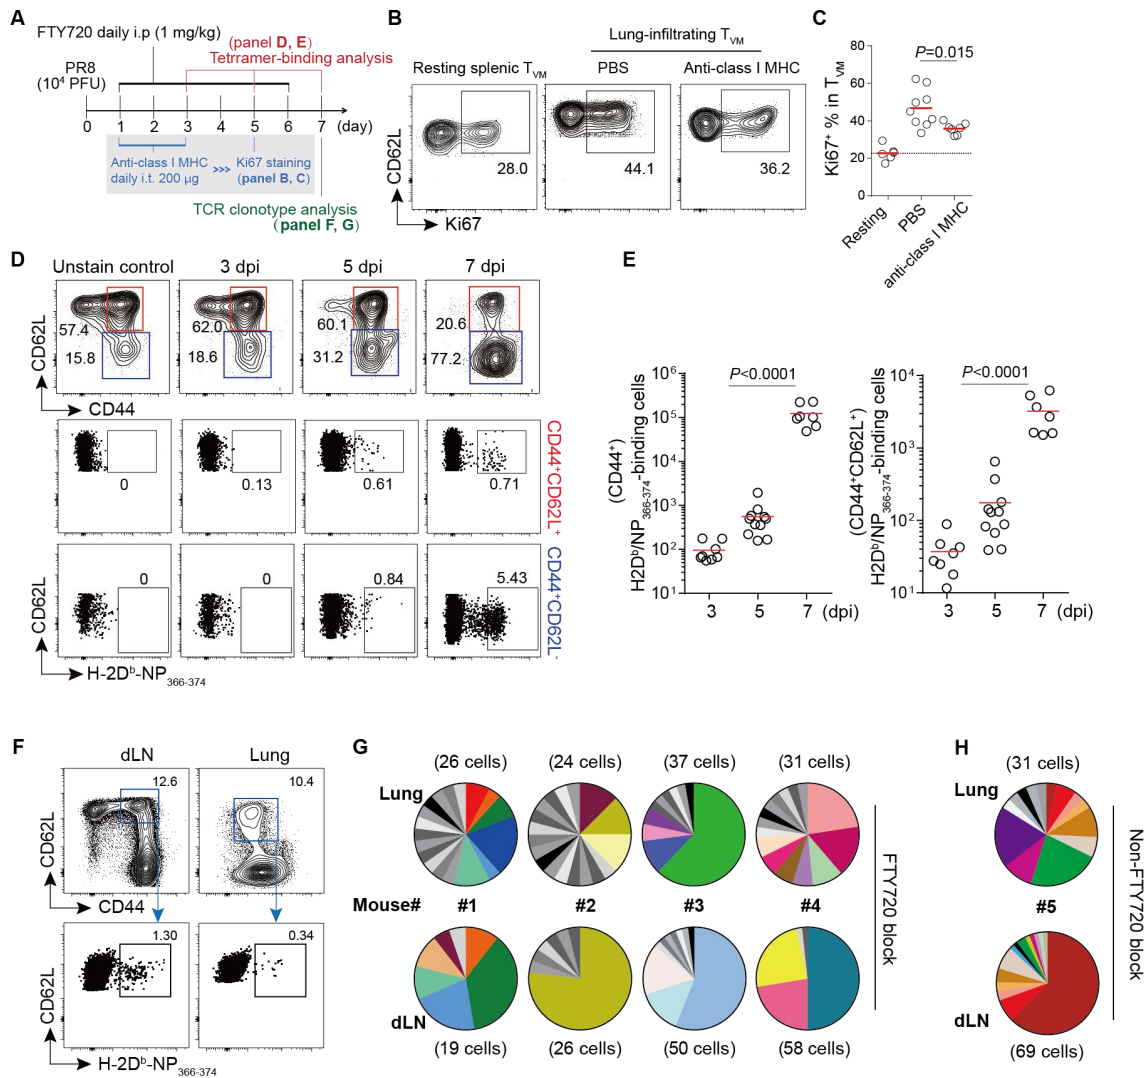 A
FTY720 daily i.p (1 mg/kg)
(panel D, E)
Tetrramer-binding analysis
PR8
(10⁴ PFU)
0 1 2 3 4 5 6 7 (day)
Anti-class I MHC
daily i.t. 200 µg
>>>
Ki67 staining
(panel B, C)
TCR clonotype analysis
(panel F, G)
B
Lung-infiltrating TVM
Resting splenic TVM
PBS
Anti-class I MHC
28.0
44.1
36.2
CD62L
Ki67
C
P=0.015
Ki67⁺ % in TVM
80
60
40
20
0
Resting
PBS
anti-class I MHC
D
Unstain control
3 dpi
5 dpi
7 dpi
57.4
15.8
62.0
18.6
60.1
31.2
20.6
77.2
CD62L
CD44
0
0.13
0.61
0.71
CD44⁺CD62L⁺
0
0
0.84
5.43
CD44⁺CD62L⁻
CD62L
H-2Dᵇ-NP366-374
E
(CD44⁺)
H2Dᵇ/NP366-374-binding cells
P<0.0001
10⁶
10⁵
10⁴
10³
10²
10¹
3 5 7 (dpi)
(CD44⁺CD62L⁺)
H2Dᵇ/NP366-374-binding cells
P<0.0001
10⁴
10³
10²
10¹
3 5 7 (dpi)
F
dLN
Lung
12.6
10.4
CD62L
CD44
1.30
0.34
CD62L
H-2Dᵇ-NP366-374
G
(26 cells)
(24 cells)
(37 cells)
(31 cells)
Lung
Mouse# #1 #2 #3 #4
dLN
(19 cells)
(26 cells)
(50 cells)
(58 cells)
FTY720 block
H
(31 cells)
Lung
#5
dLN
(69 cells)
Non-FTY720 block